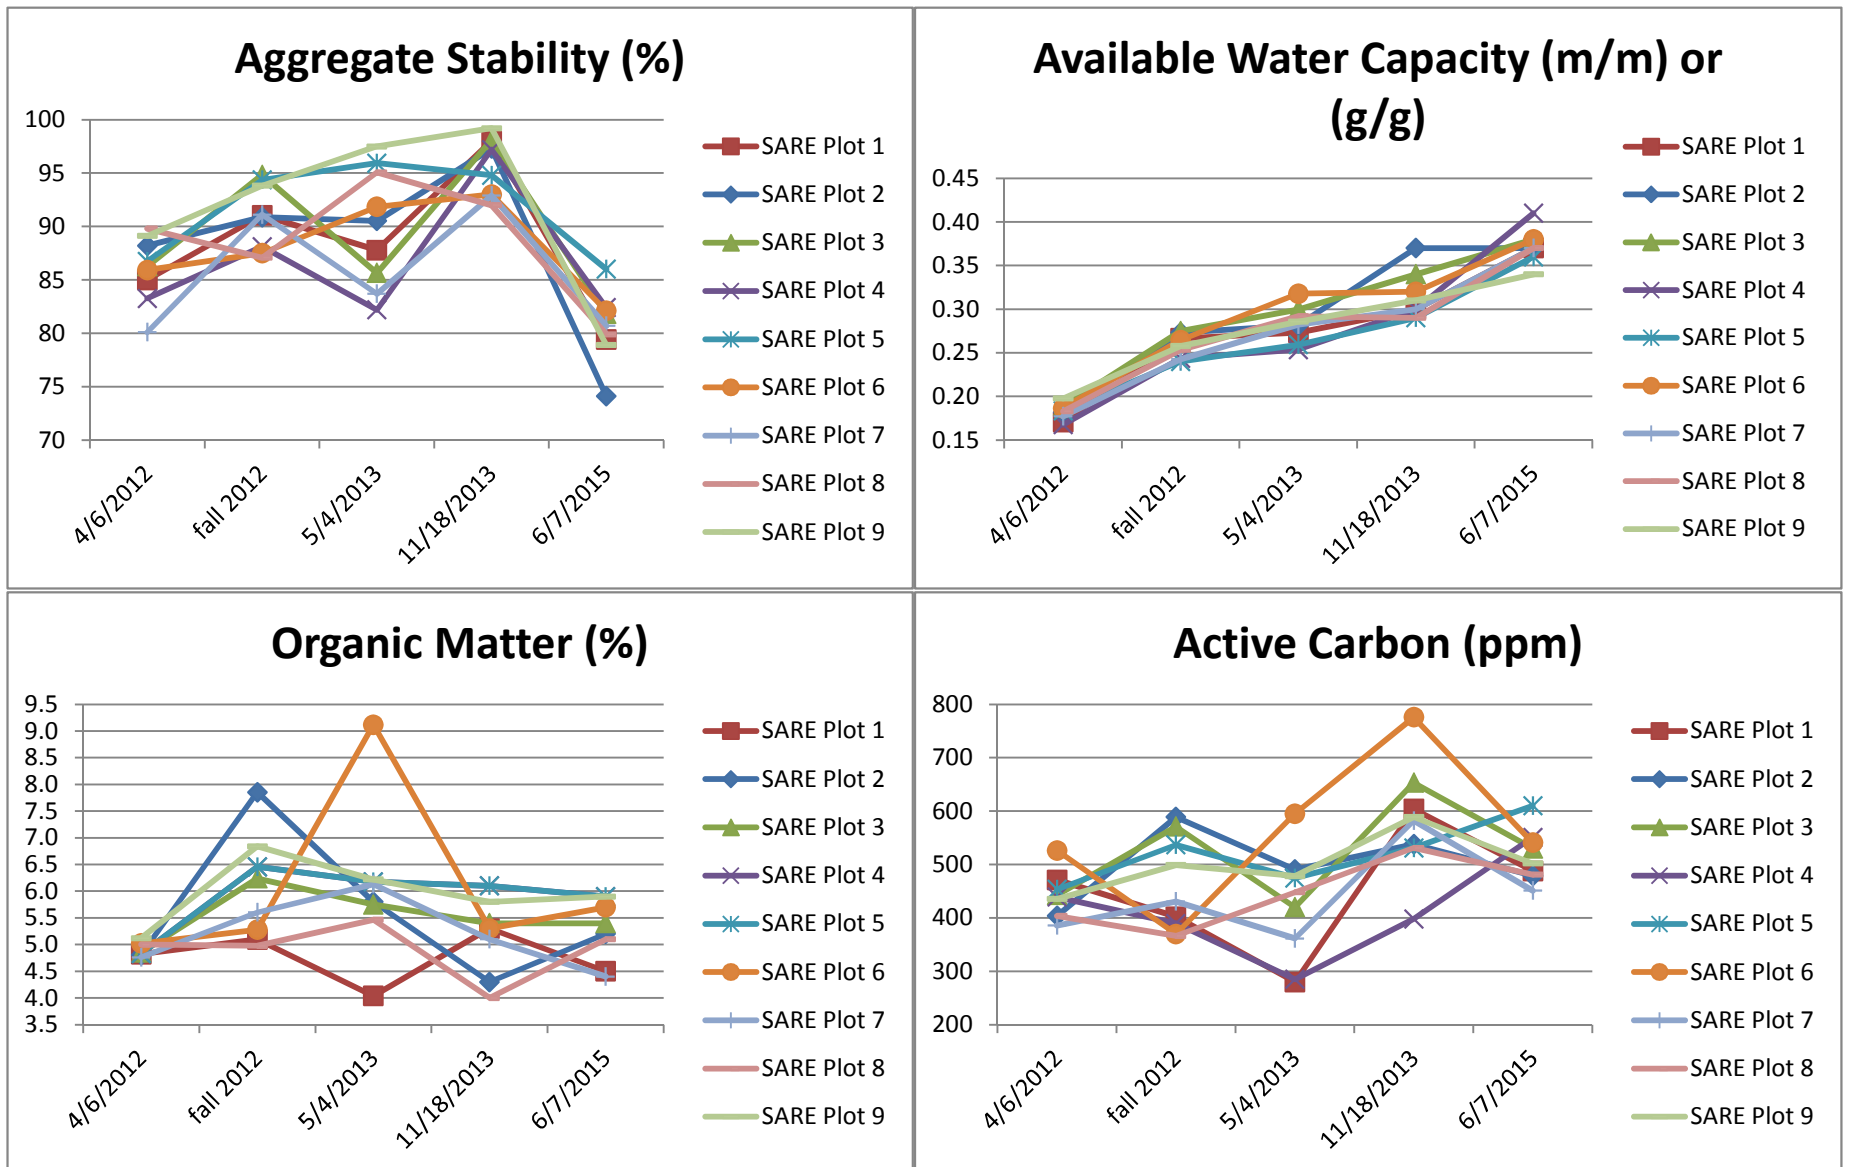 Aggregate Stability (%)
100
95
90
85
80
75
70
4/6/2012
fall 2012
5/4/2013
11/18/2013
6/7/2015
SARE Plot 1
SARE Plot 2
SARE Plot 3
SARE Plot 4
SARE Plot 5
SARE Plot 6
SARE Plot 7
SARE Plot 8
SARE Plot 9
Available Water Capacity (m/m) or
(g/g)
0.45
0.40
0.35
0.30
0.25
0.20
0.15
4/6/2012
fall 2012
5/4/2013
11/18/2013
6/7/2015
SARE Plot 1
SARE Plot 2
SARE Plot 3
SARE Plot 4
SARE Plot 5
SARE Plot 6
SARE Plot 7
SARE Plot 8
SARE Plot 9
Organic Matter (%)
9.5
9.0
8.5
8.0
7.5
7.0
6.5
6.0
5.5
5.0
4.5
4.0
3.5
4/6/2012
fall 2012
5/4/2013
11/18/2013
6/7/2015
SARE Plot 1
SARE Plot 2
SARE Plot 3
SARE Plot 4
SARE Plot 5
SARE Plot 6
SARE Plot 7
SARE Plot 8
SARE Plot 9
Active Carbon (ppm)
800
700
600
500
400
300
200
4/6/2012
fall 2012
5/4/2013
11/18/2013
6/7/2015
SARE Plot 1
SARE Plot 2
SARE Plot 3
SARE Plot 4
SARE Plot 5
SARE Plot 6
SARE Plot 7
SARE Plot 8
SARE Plot 9